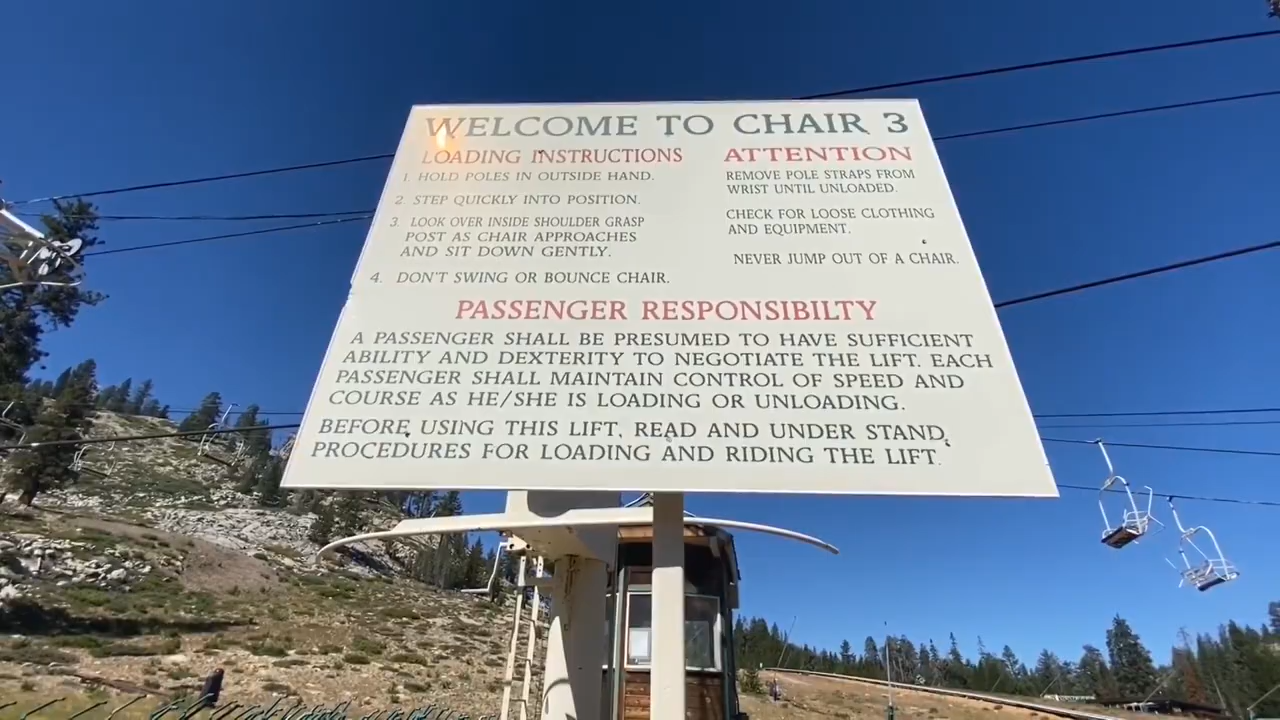 WELCOME TO CHAIR 3
LOADING INSTRUCTIONS
1. HOLD POLES IN OUTSIDE HAND.
2. STEP QUICKLY INTO POSITION.
3. LOOK OVER INSIDE SHOULDER GRASP
POST AS CHAIR APPROACHES
AND SIT DOWN GENTLY.
4. DON'T SWING OR BOUNCE CHAIR.
ATTENTION
REMOVE POLE STRAPS FROM
WRIST UNTIL UNLOADED.
CHECK FOR LOOSE CLOTHING
AND EQUIPMENT.
NEVER JUMP OUT OF A CHAIR.
PASSENGER RESPONSIBILTY
A PASSENGER SHALL BE PRESUMED TO HAVE SUFFICIENT
ABILITY AND DEXTERITY TO NEGOTIATE THE LIFT. EACH
PASSENGER SHALL MAINTAIN CONTROL OF SPEED AND
COURSE AS HE/SHE IS LOADING OR UNLOADING.
BEFORE USING THIS LIFT, READ AND UNDER STAND,
PROCEDURES FOR LOADING AND RIDING THE LIFT.